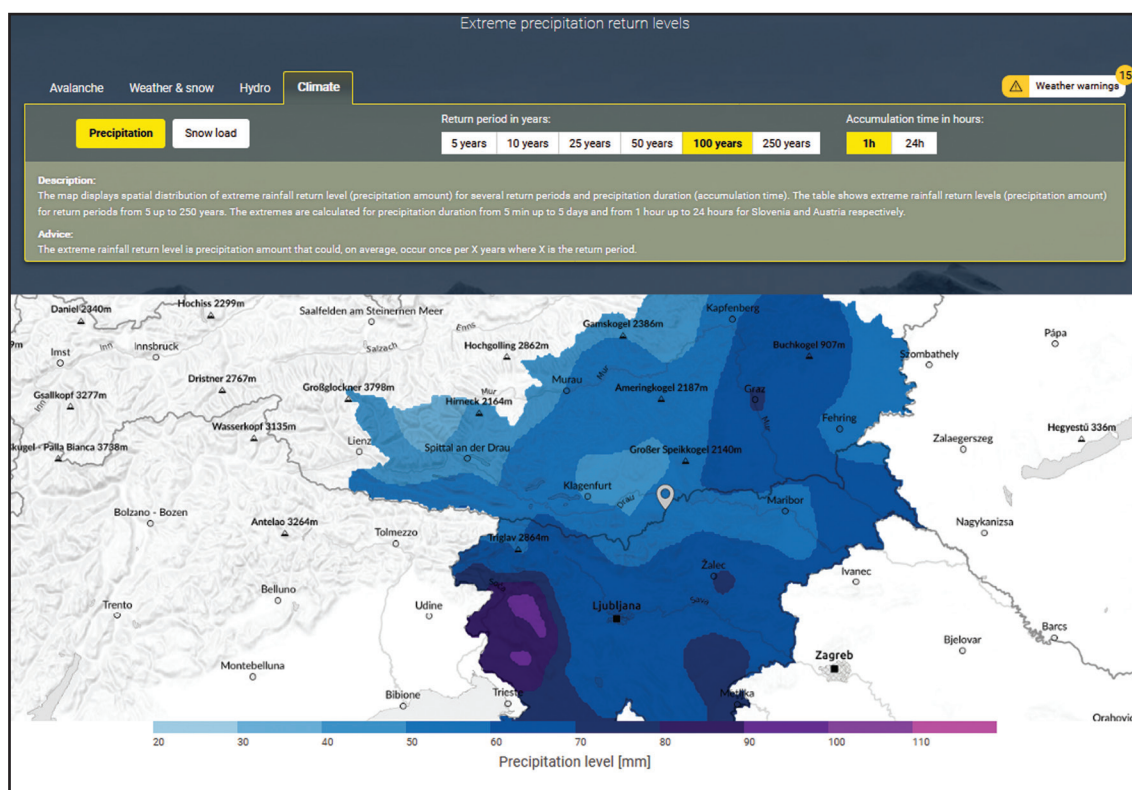 Extreme precipitation return levels
15
Avalanche Weather & snow Hydro Climate
Weather warnings
Return period in years: Accumulation time in hours:
Precipitation Snow load
5 years 10 years 25 years 50 years 100 years 250 years 1h 24h
Description:
The map displays spatial distribution of extreme rainfall return level (precipitation amount) for several return periods and precipitation duration (accumulation time). The table shows extreme rainfall return levels (precipitation amount)
for return periods from 5 up to 250 years. The extremes are calculated for precipitation duration from 5 min up to 5 days and from 1 hour up to 24 hours for Slovenia and Austria respectively.
Advice:
The extreme rainfall return level is precipitation amount that could, on average, occur once per X years where X is the return period.
Daniel 2340m
Hochiss 2299m
Saalfelden am Steinernen Meer
Kapfenberg
Enns
Gamskogel 2386m
Pápa
9m
Imst
Inn
Innsbruck
Salzach
Hochgolling 2862m
Mur
Buchkogel 907m
Szombathely
Dristner 2767m
Murau
Gsallkopf 3277m
Inn
Großglockner 3798m
Mur
Hirneck 2164m
Ameringkogel 2187m
Graz
Wasserkopf 3135m
Mur
Fehring
Hegyestű 336m
Lienz
Zalaegerszeg
kugel - Palla Bianca 3738m
Spittal an der Drau
Großer Speikkogel 2140m
Klagenfurt
Drau
Maribor
Bolzano - Bozen
Antelao 3264m
Tolmezzo
Triglav 2864m
Nagykanizsa
Žalec
Ivanec
Soča
Belluno
Trento
Udine
Ljubljana
Sava
Barcs
Bjelovar
Zagreb
Montebelluna
Bibione
Trieste
Metlika
Orahovic
20 30 40 50 60 70 80 90 100 110
Precipitation level [mm]